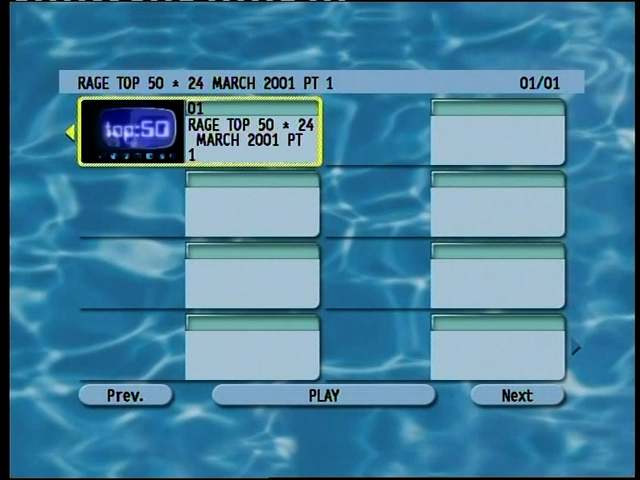 RAGE TOP 50 * 24 MARCH 2001 PT 1
01/01
top:50
01
RAGE TOP 50 * 24
MARCH 2001 PT
1
Prev.
PLAY
Next